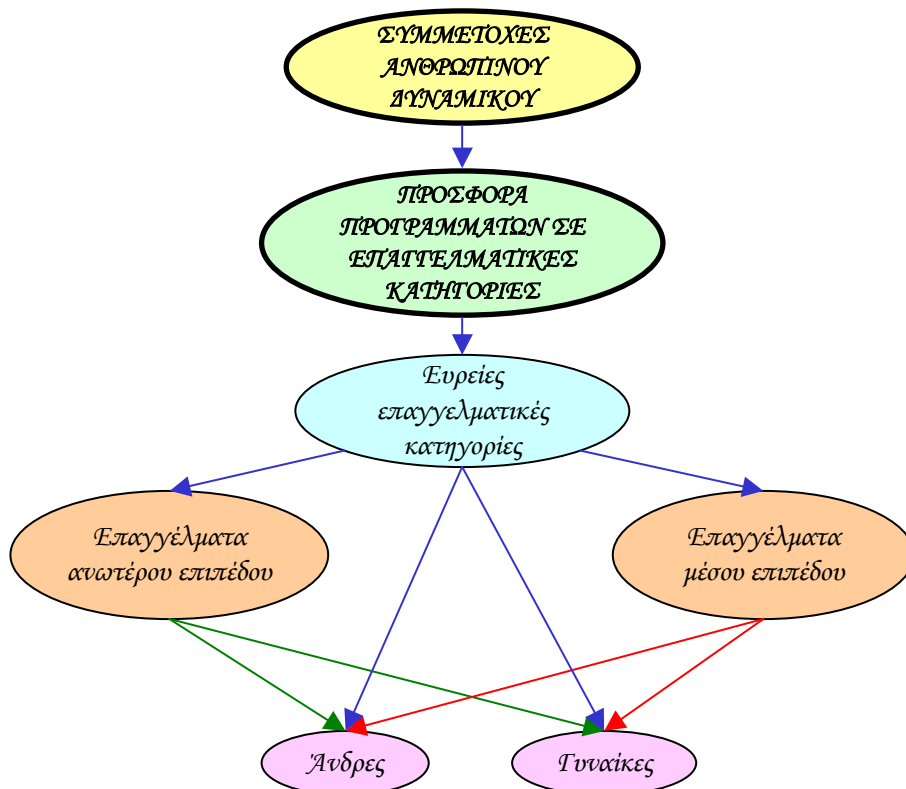 ΣΥΜΜΕΤΟΧΕΣ
ΑΝΘΡΩΠΙΝΟΥ
ΔΥΝΑΜΙΚΟΥ
ΠΡΟΣΦΟΡΑ
ΠΡΟΓΡΑΜΜΑΤΩΝ ΣΕ
ΕΠΑΓΓΕΛΜΑΤΙΚΕΣ
ΚΑΤΗΓΟΡΙΕΣ
Ευρείες
επαγγελματικές
κατηγορίες
Επαγγέλματα
ανωτέρου επιπέδου
Επαγγέλματα
μέσου επιπέδου
Άνδρες
Γυναίκες